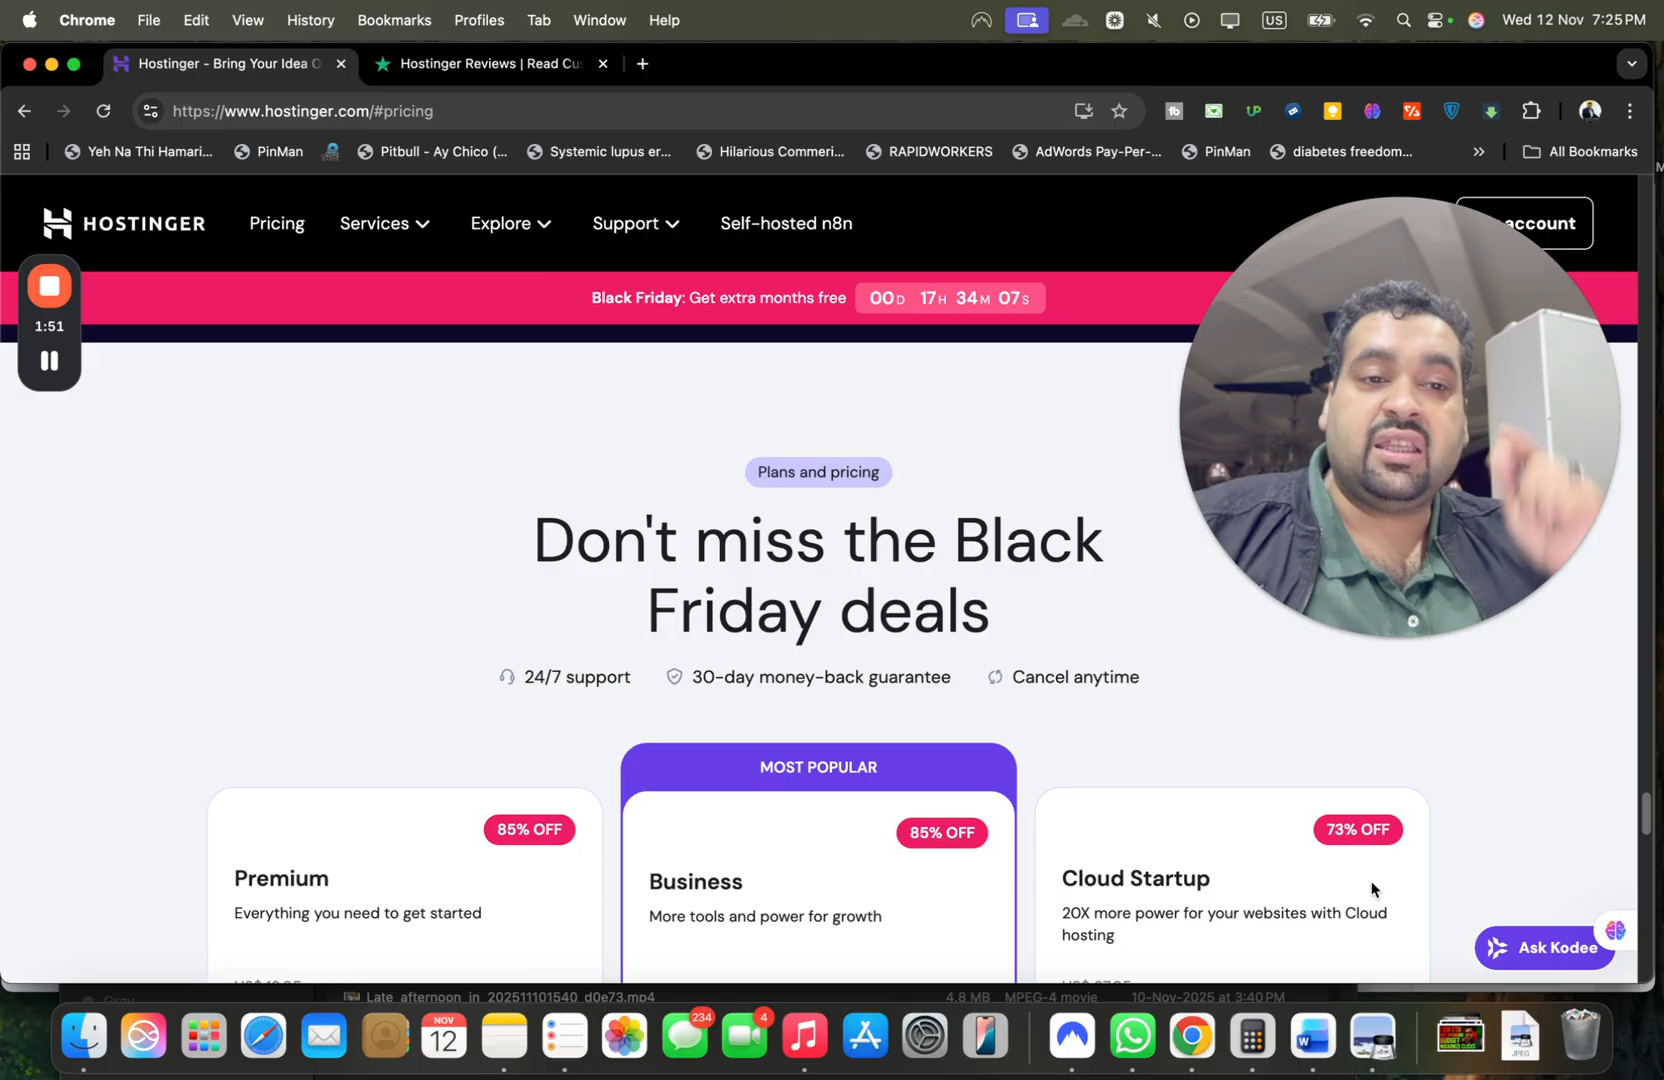 Chrome File Edit View History Bookmarks Profiles Tab Window Help US Wed 12 Nov 7:25 PM
Hostinger - Bring Your Idea O
Hostinger Reviews | Read Cus
https://www.hostinger.com/#pricing
Yeh Na Thi Hamari... PinMan Pitbull - Ay Chico (... Systemic lupus er... Hilarious Commeri... RAPIDWORKERS AdWords Pay-Per-... PinMan diabetes freedom... » All Bookmarks
HOSTINGER Pricing Services Explore Support Self-hosted n8n account
Black Friday: Get extra months free 00D 17H 34M 07S
1:51
Plans and pricing
Don't miss the Black
Friday deals
24/7 support 30-day money-back guarantee Cancel anytime
MOST POPULAR
85% OFF
Premium
Everything you need to get started
85% OFF
Business
More tools and power for growth
73% OFF
Cloud Startup
20X more power for your websites with Cloud
hosting
Ask Kodee
Gray
Late_afternoon_in_202511101540_d0e73.mp4 4.8 MB MPEG-4 movie 10-Nov-2025 at 3:40 PM
NOV
12
234
4
JPEG